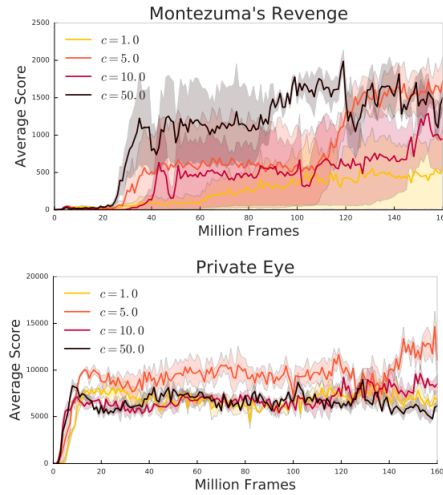 Montezuma's Revenge
2500
2000
1500
1000
500
0
Average Score
c = 1.0
c = 5.0
c = 10.0
c = 50.0
0 20 40 60 80 100 120 140 160
Million Frames
Private Eye
20000
15000
10000
5000
0
Average Score
c = 1.0
c = 5.0
c = 10.0
c = 50.0
0 20 40 60 80 100 120 140 160
Million Frames